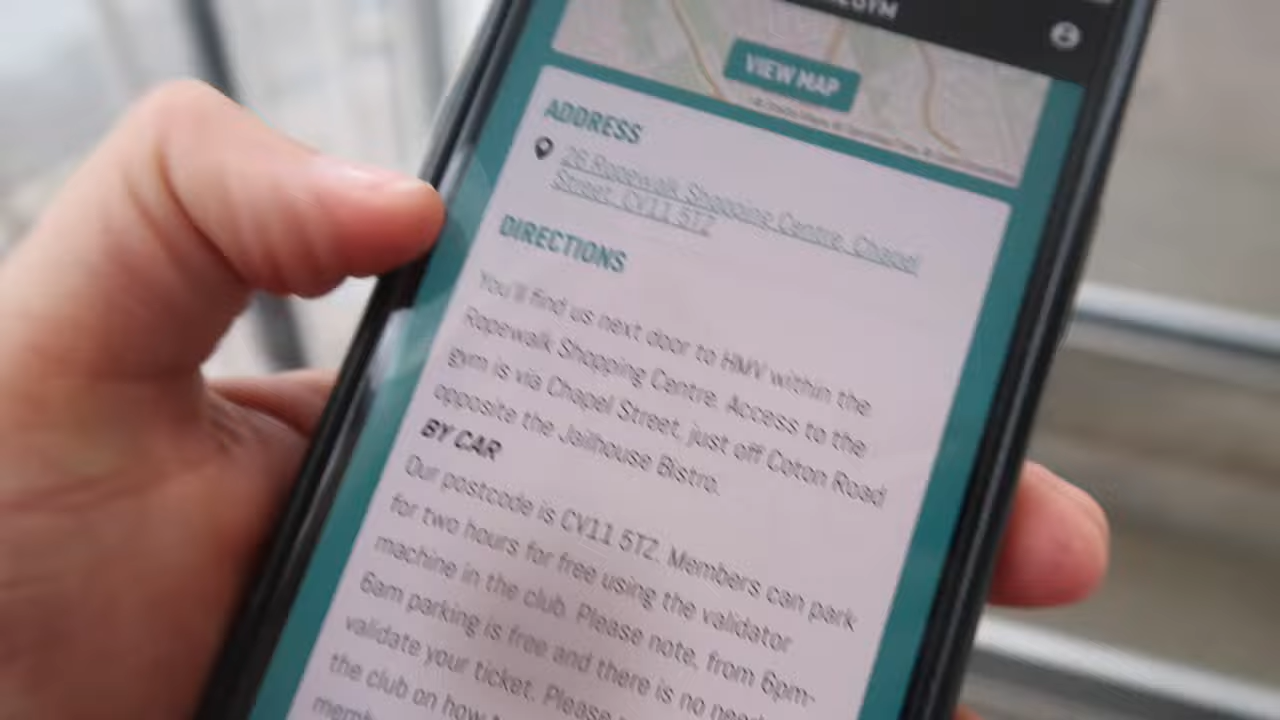 GYM
VIEW MAP
ADDRESS
26 Ropewalk Shopping Centre, Chapel
Street, CV11 5TZ
DIRECTIONS
You'll find us next door to HMV within the
Ropewalk Shopping Centre. Access to the
gym is via Chapel Street, just off Coton Road
opposite the Jailhouse Bistro.
BY CAR
Our postcode is CV11 5TZ. Members can park
for two hours for free using the validator
machine in the club. Please note, from 6pm-
6am parking is free and there is no need
validate your ticket. Please
the club on how